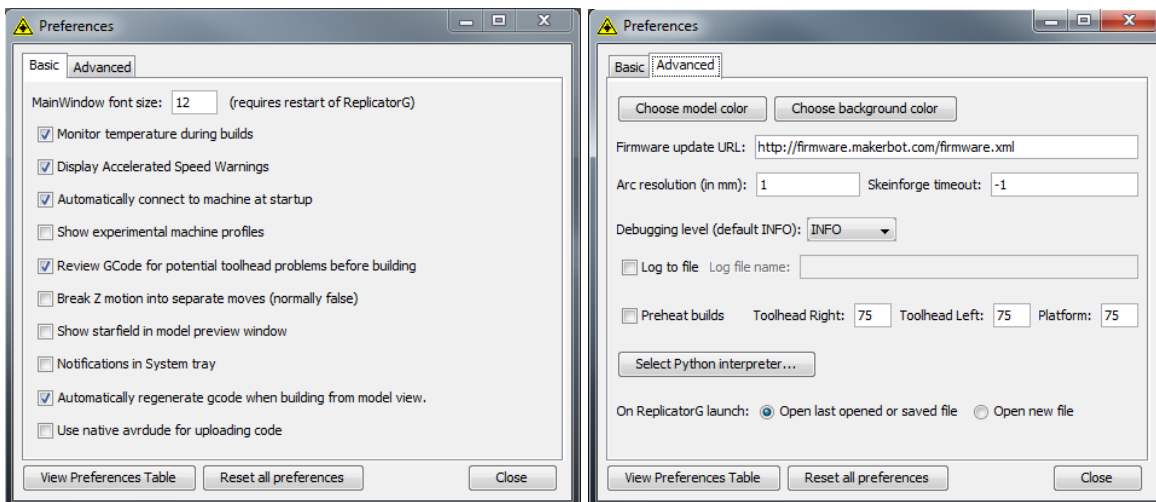 Preferences
Basic Advanced
MainWindow font size: 12 (requires restart of ReplicatorG)
Monitor temperature during builds
Display Accelerated Speed Warnings
Automatically connect to machine at startup
Show experimental machine profiles
Review GCode for potential toolhead problems before building
Break Z motion into separate moves (normally false)
Show starfield in model preview window
Notifications in System tray
Automatically regenerate gcode when building from model view.
Use native avrdude for uploading code
View Preferences Table Reset all preferences Close
Preferences
Basic Advanced
Choose model color Choose background color
Firmware update URL: http://firmware.makerbot.com/firmware.xml
Arc resolution (in mm): 1 Skeinforge timeout: -1
Debugging level (default INFO): INFO
Log to file Log file name:
Preheat builds Toolhead Right: 75 Toolhead Left: 75 Platform: 75
Select Python interpreter...
On ReplicatorG launch: Open last opened or saved file Open new file
View Preferences Table Reset all preferences Close